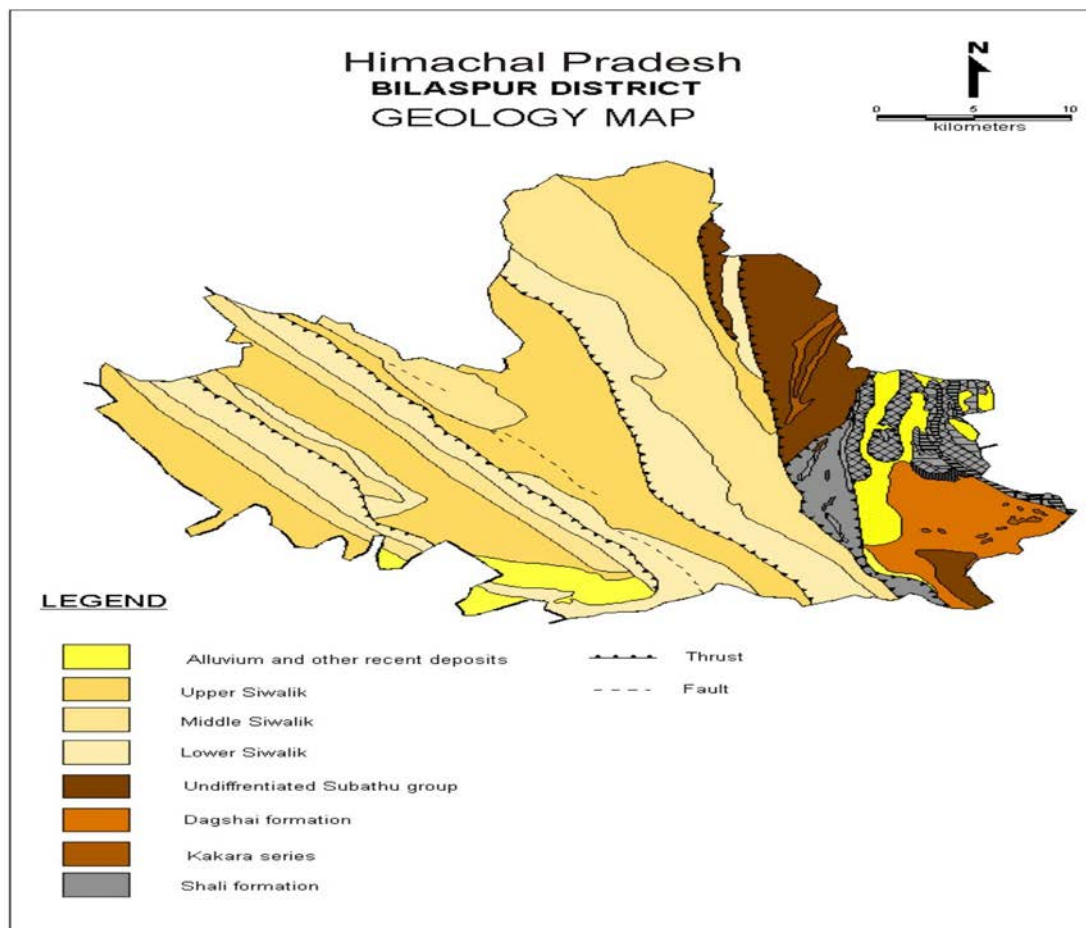 Himachal Pradesh
BILASPUR DISTRICT
GEOLOGY MAP
N
0 5 10
kilometers
LEGEND
Alluvium and other recent deposits
Upper Siwalik
Middle Siwalik
Lower Siwalik
Undiffrentiated Subathu group
Dagshai formation
Kakara series
Shali formation
Thrust
Fault